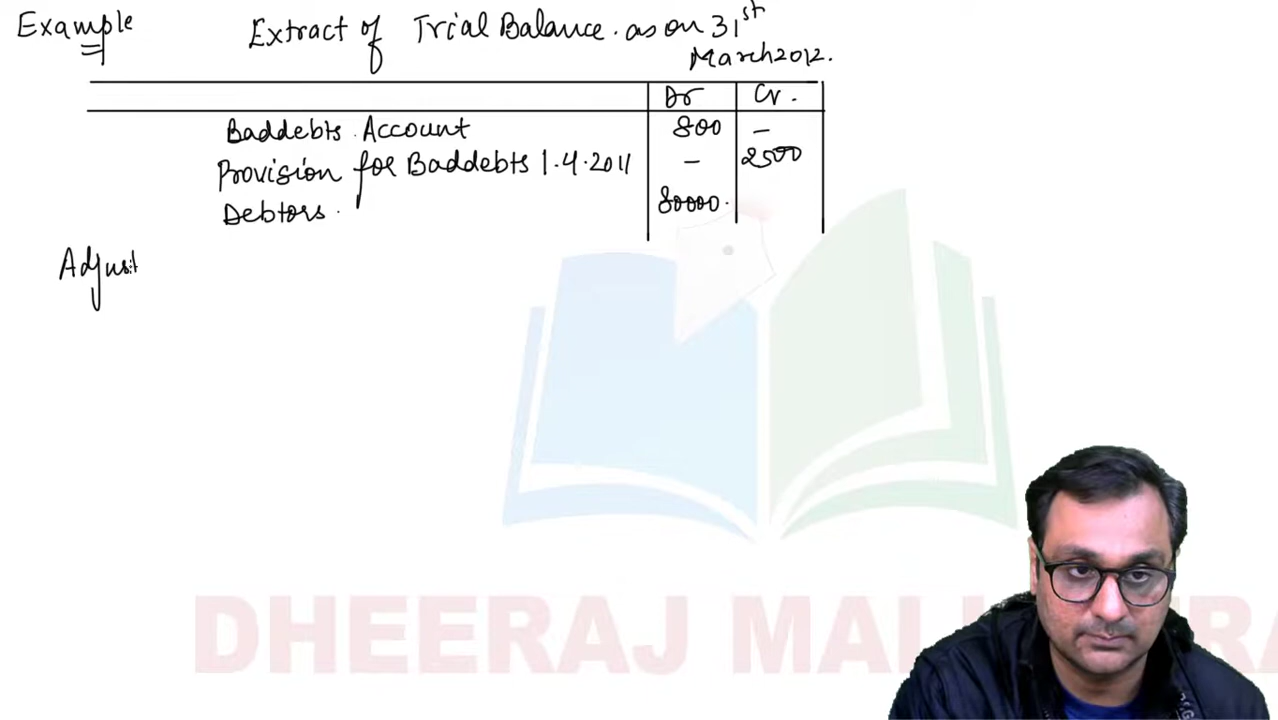 Example
Extract of Trial Balance. as on 31st March 2012.
Dr Cr.
Baddebts Account 800 -
Provision for Baddebts 1.4.2011 - 2500
Debtors. 80000.
Adjust
DHEERAJ MAL